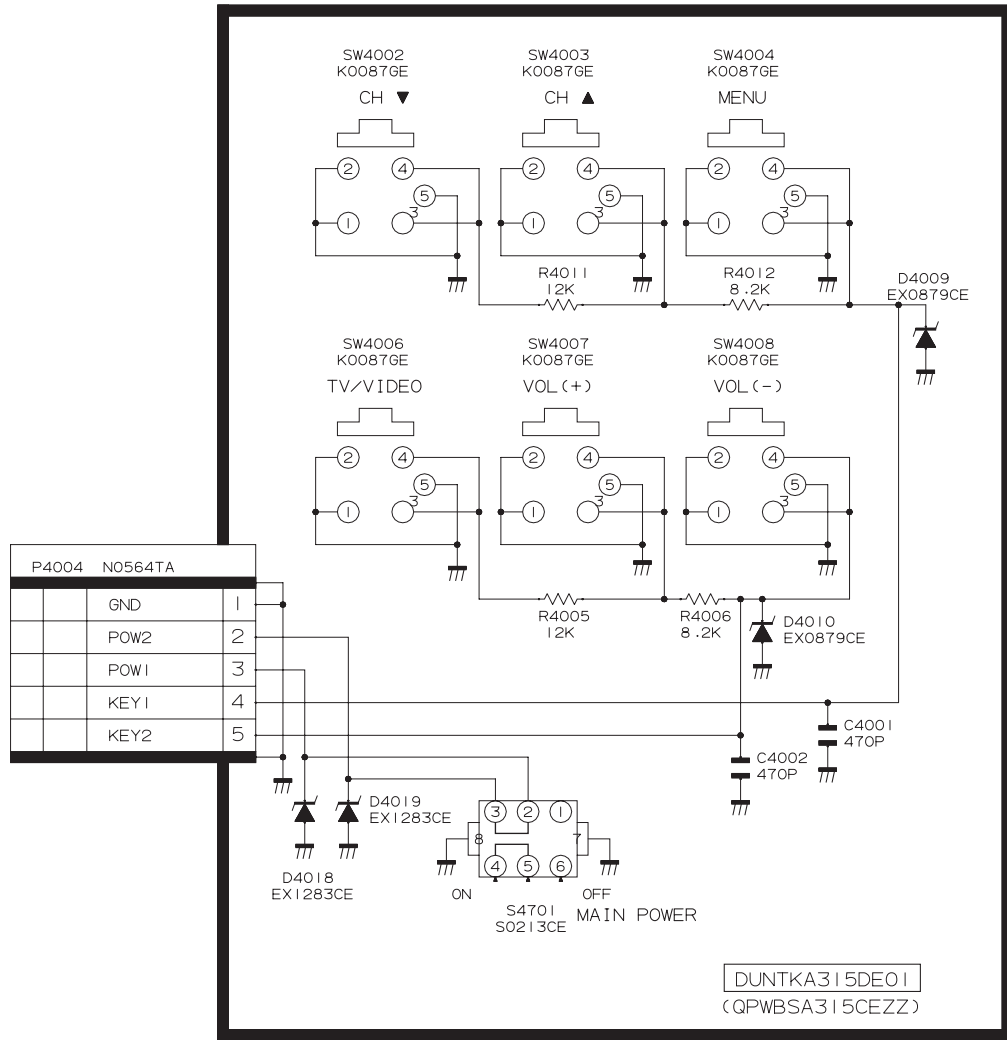 SW4002
K0087GE
CH ▼
SW4003
K0087GE
CH ▲
SW4004
K0087GE
MENU
2 4
5
1 3
2 4
5
1 3
2 4
5
1 3
R4011
12K
R4012
8.2K
D4009
EX0879CE
SW4006
K0087GE
TV/VIDEO
SW4007
K0087GE
VOL(+)
SW4008
K0087GE
VOL(-)
2 4
5
1 3
2 4
5
1 3
2 4
5
1 3
R4005
12K
R4006
8.2K
D4010
EX0879CE
P4004 N0564TA
GND 1
POW2 2
POW1 3
KEY1 4
KEY2 5
C4001
470P
C4002
470P
D4019
EX1283CE
D4018
EX1283CE
3 2 1
8 7
4 5 6
ON
OFF
S4701
S0213CE
MAIN POWER
DUNTKA315DE01
(QPWBSA315CEZZ)